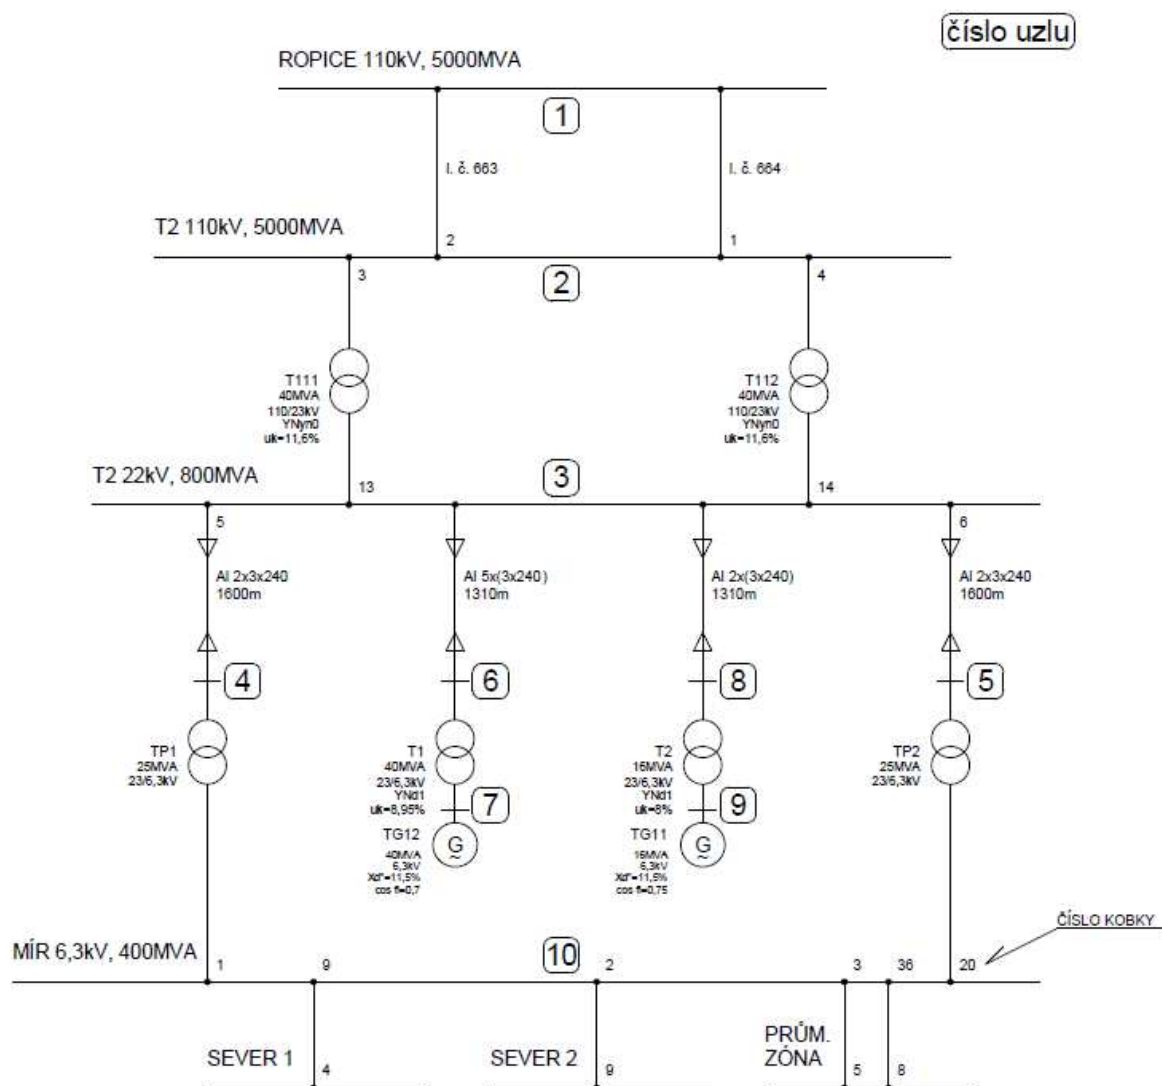 číslo uzlu
ROPICE 110kV, 5000MVA
1
l. č. 663
l. č. 664
T2 110kV, 5000MVA
2
1
3
2
4
T111
40MVA
110/23kV
YNyn0
uk=11,6%
T112
40MVA
110/23kV
YNyn0
uk=11,6%
T2 22kV, 800MVA
13
3
14
5
6
Al 2x3x240
1600m
Al 5x(3x240)
1310m
Al 2x(3x240)
1310m
Al 2x3x240
1600m
4
6
8
5
TP1
25MVA
23/6,3kV
T1
40MVA
23/6,3kV
YNd1
uk=8,95%
T2
16MVA
23/6,3kV
YNd1
uk=8%
TP2
25MVA
23/6,3kV
7
9
TG12
40MVA
6,3kV
Xd"=11,5%
cos fi=0,7
G
~
TG11
16MVA
6,3kV
Xd"=11,5%
cos fi=0,75
G
~
ČÍSLO KOBKY
MÍR 6,3kV, 400MVA
1
9
10
2
3
36
20
SEVER 1
4
SEVER 2
9
PRŮM.
ZÓNA
5
8